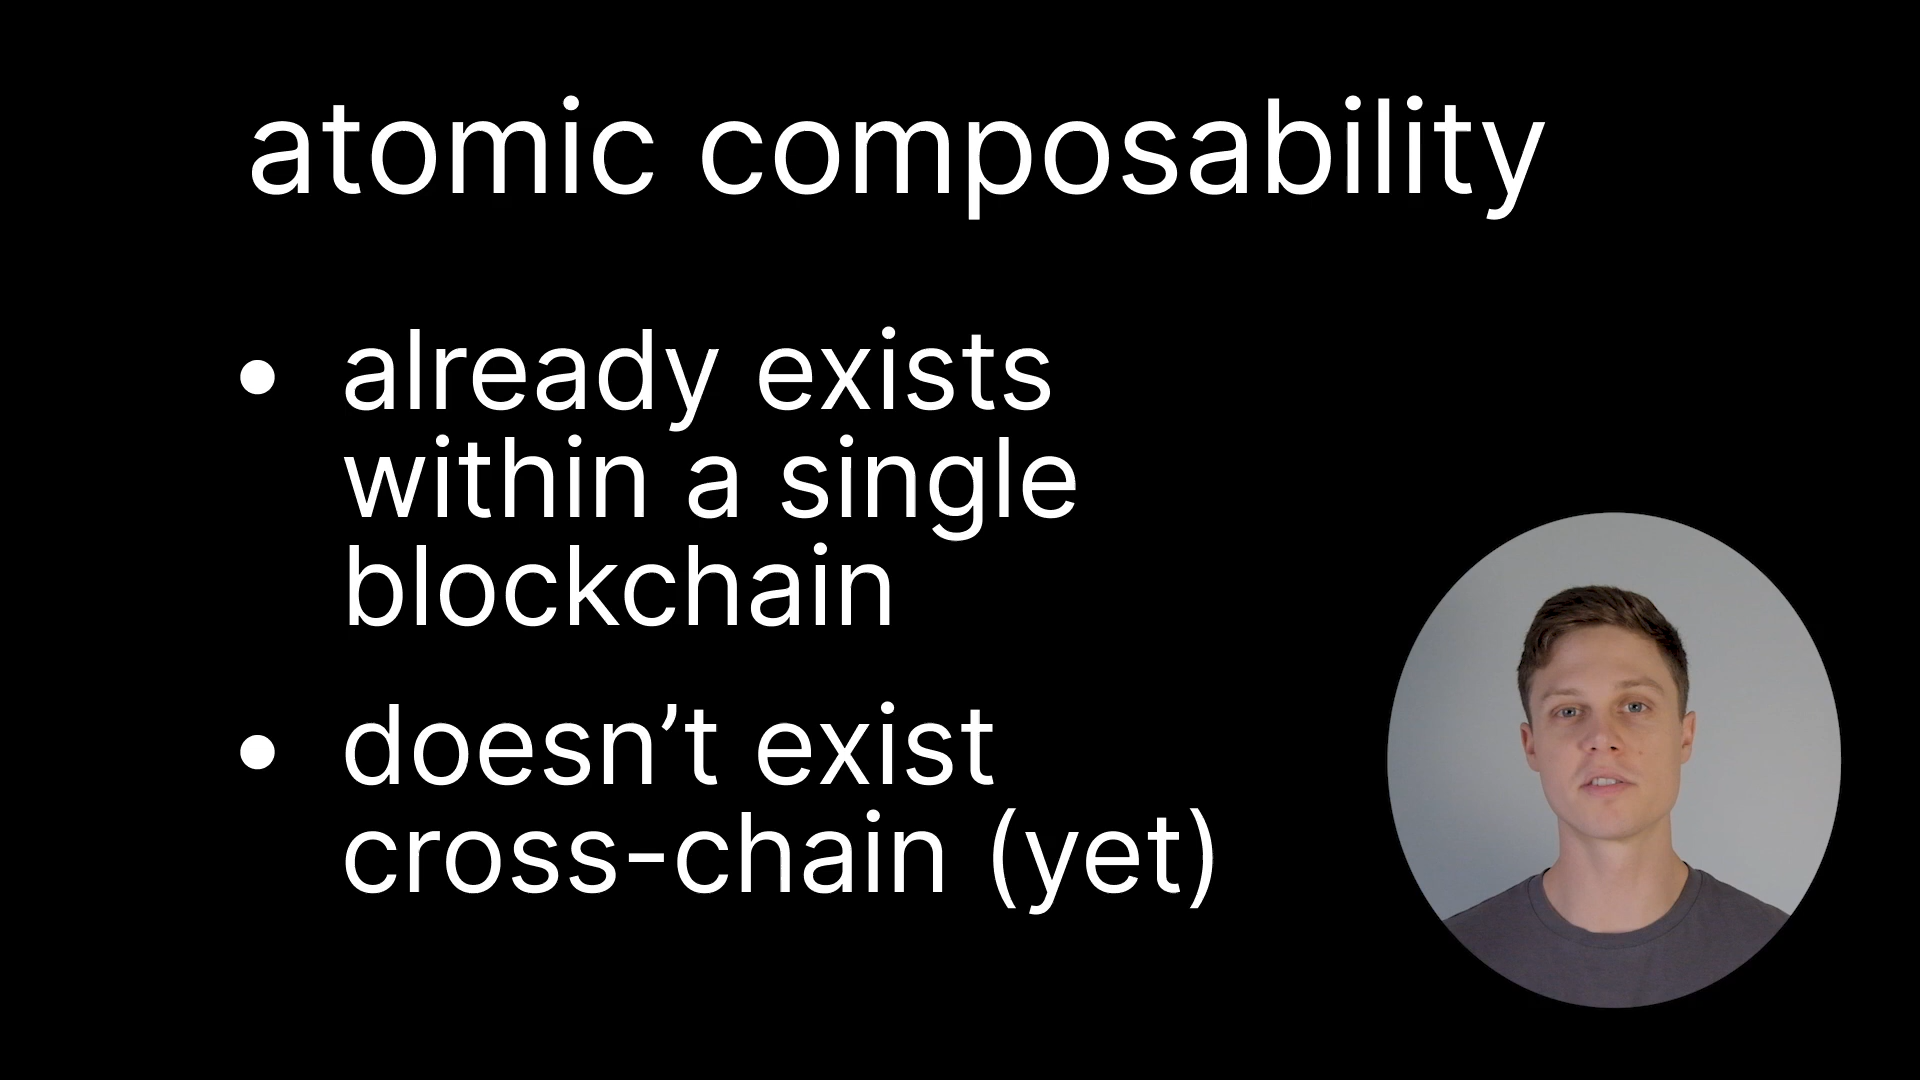 atomic composability
• already exists
within a single
blockchain
• doesn’t exist
cross-chain (yet)